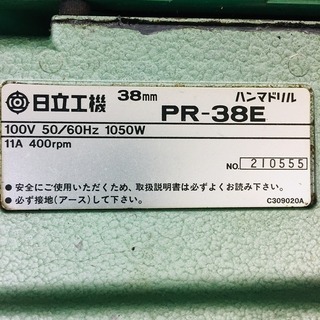 日立工機 38mm ハンマドリル
PR-38E
100V 50/60Hz 1050W
11A 400rpm
NO. 210555
●安全にご使用いただくため、取扱説明書は必ずよくお読み下さい。
●必ず接地(アース)して下さい。
C309020A